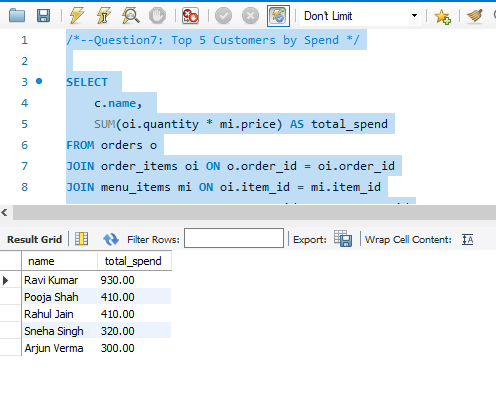 Don't Limit
1 /*--Question7: Top 5 Customers by Spend */
2
3 SELECT
4 c.name,
5 SUM(oi.quantity * mi.price) AS total_spend
6 FROM orders o
7 JOIN order_items oi ON o.order_id = oi.order_id
8 JOIN menu_items mi ON oi.item_id = mi.item_id
Result Grid Filter Rows: Export: Wrap Cell Content:
name total_spend
Ravi Kumar 930.00
Pooja Shah 410.00
Rahul Jain 410.00
Sneha Singh 320.00
Arjun Verma 300.00